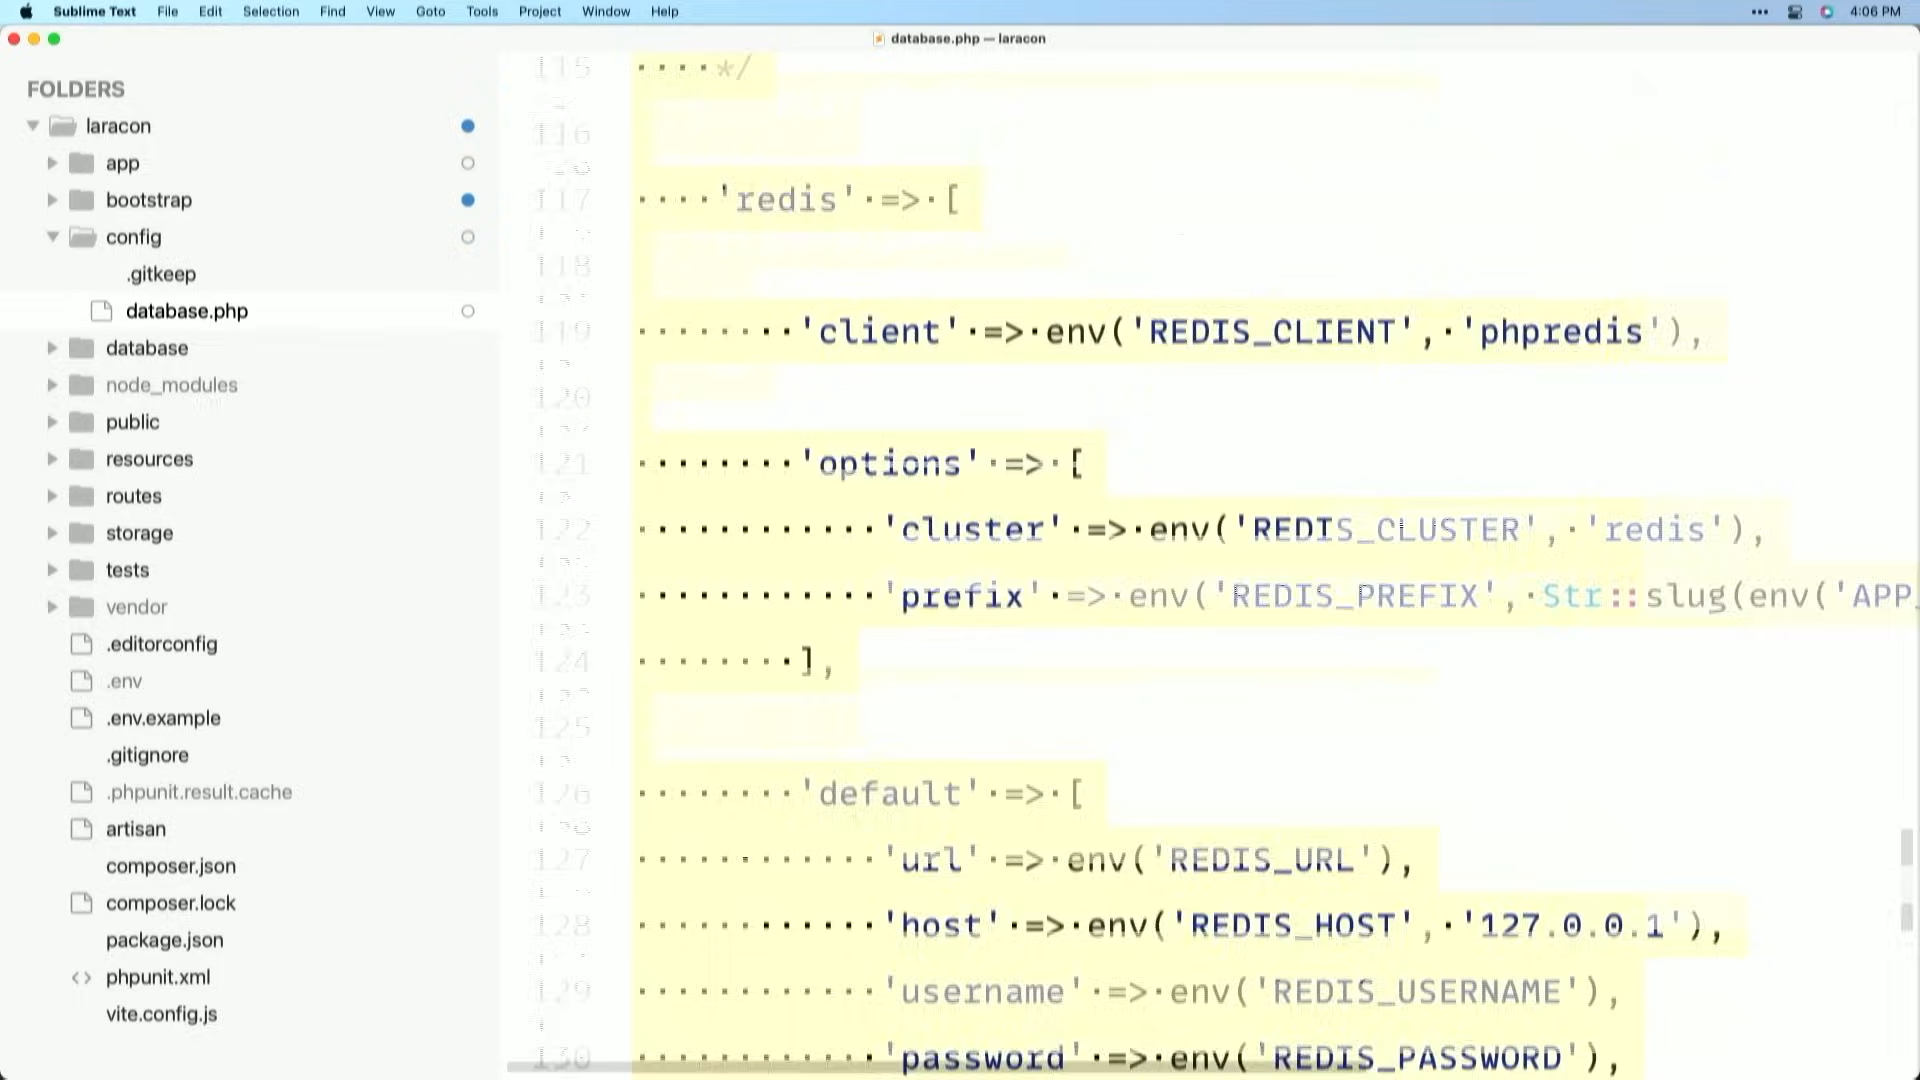 Sublime Text File Edit Selection Find View Goto Tools Project Window Help 4:06 PM
database.php — laracon
FOLDERS
laracon
app
bootstrap
config
.gitkeep
database.php
database
node_modules
public
resources
routes
storage
tests
vendor
.editorconfig
.env
.env.example
.gitignore
.phpunit.result.cache
artisan
composer.json
composer.lock
package.json
phpunit.xml
vite.config.js
115 ····*/
116
117 ····'redis'·=>·[
118
119 ········'client'·=>·env('REDIS_CLIENT',·'phpredis'),
120
121 ········'options'·=>·[
122 ············'cluster'·=>·env('REDIS_CLUSTER',·'redis'),
123 ············'prefix'·=>·env('REDIS_PREFIX',·Str::slug(env('APP_
124 ········],
125
126 ········'default'·=>·[
127 ············'url'·=>·env('REDIS_URL'),
128 ············'host'·=>·env('REDIS_HOST',·'127.0.0.1'),
129 ············'username'·=>·env('REDIS_USERNAME'),
130 ············'password'·=>·env('REDIS_PASSWORD'),